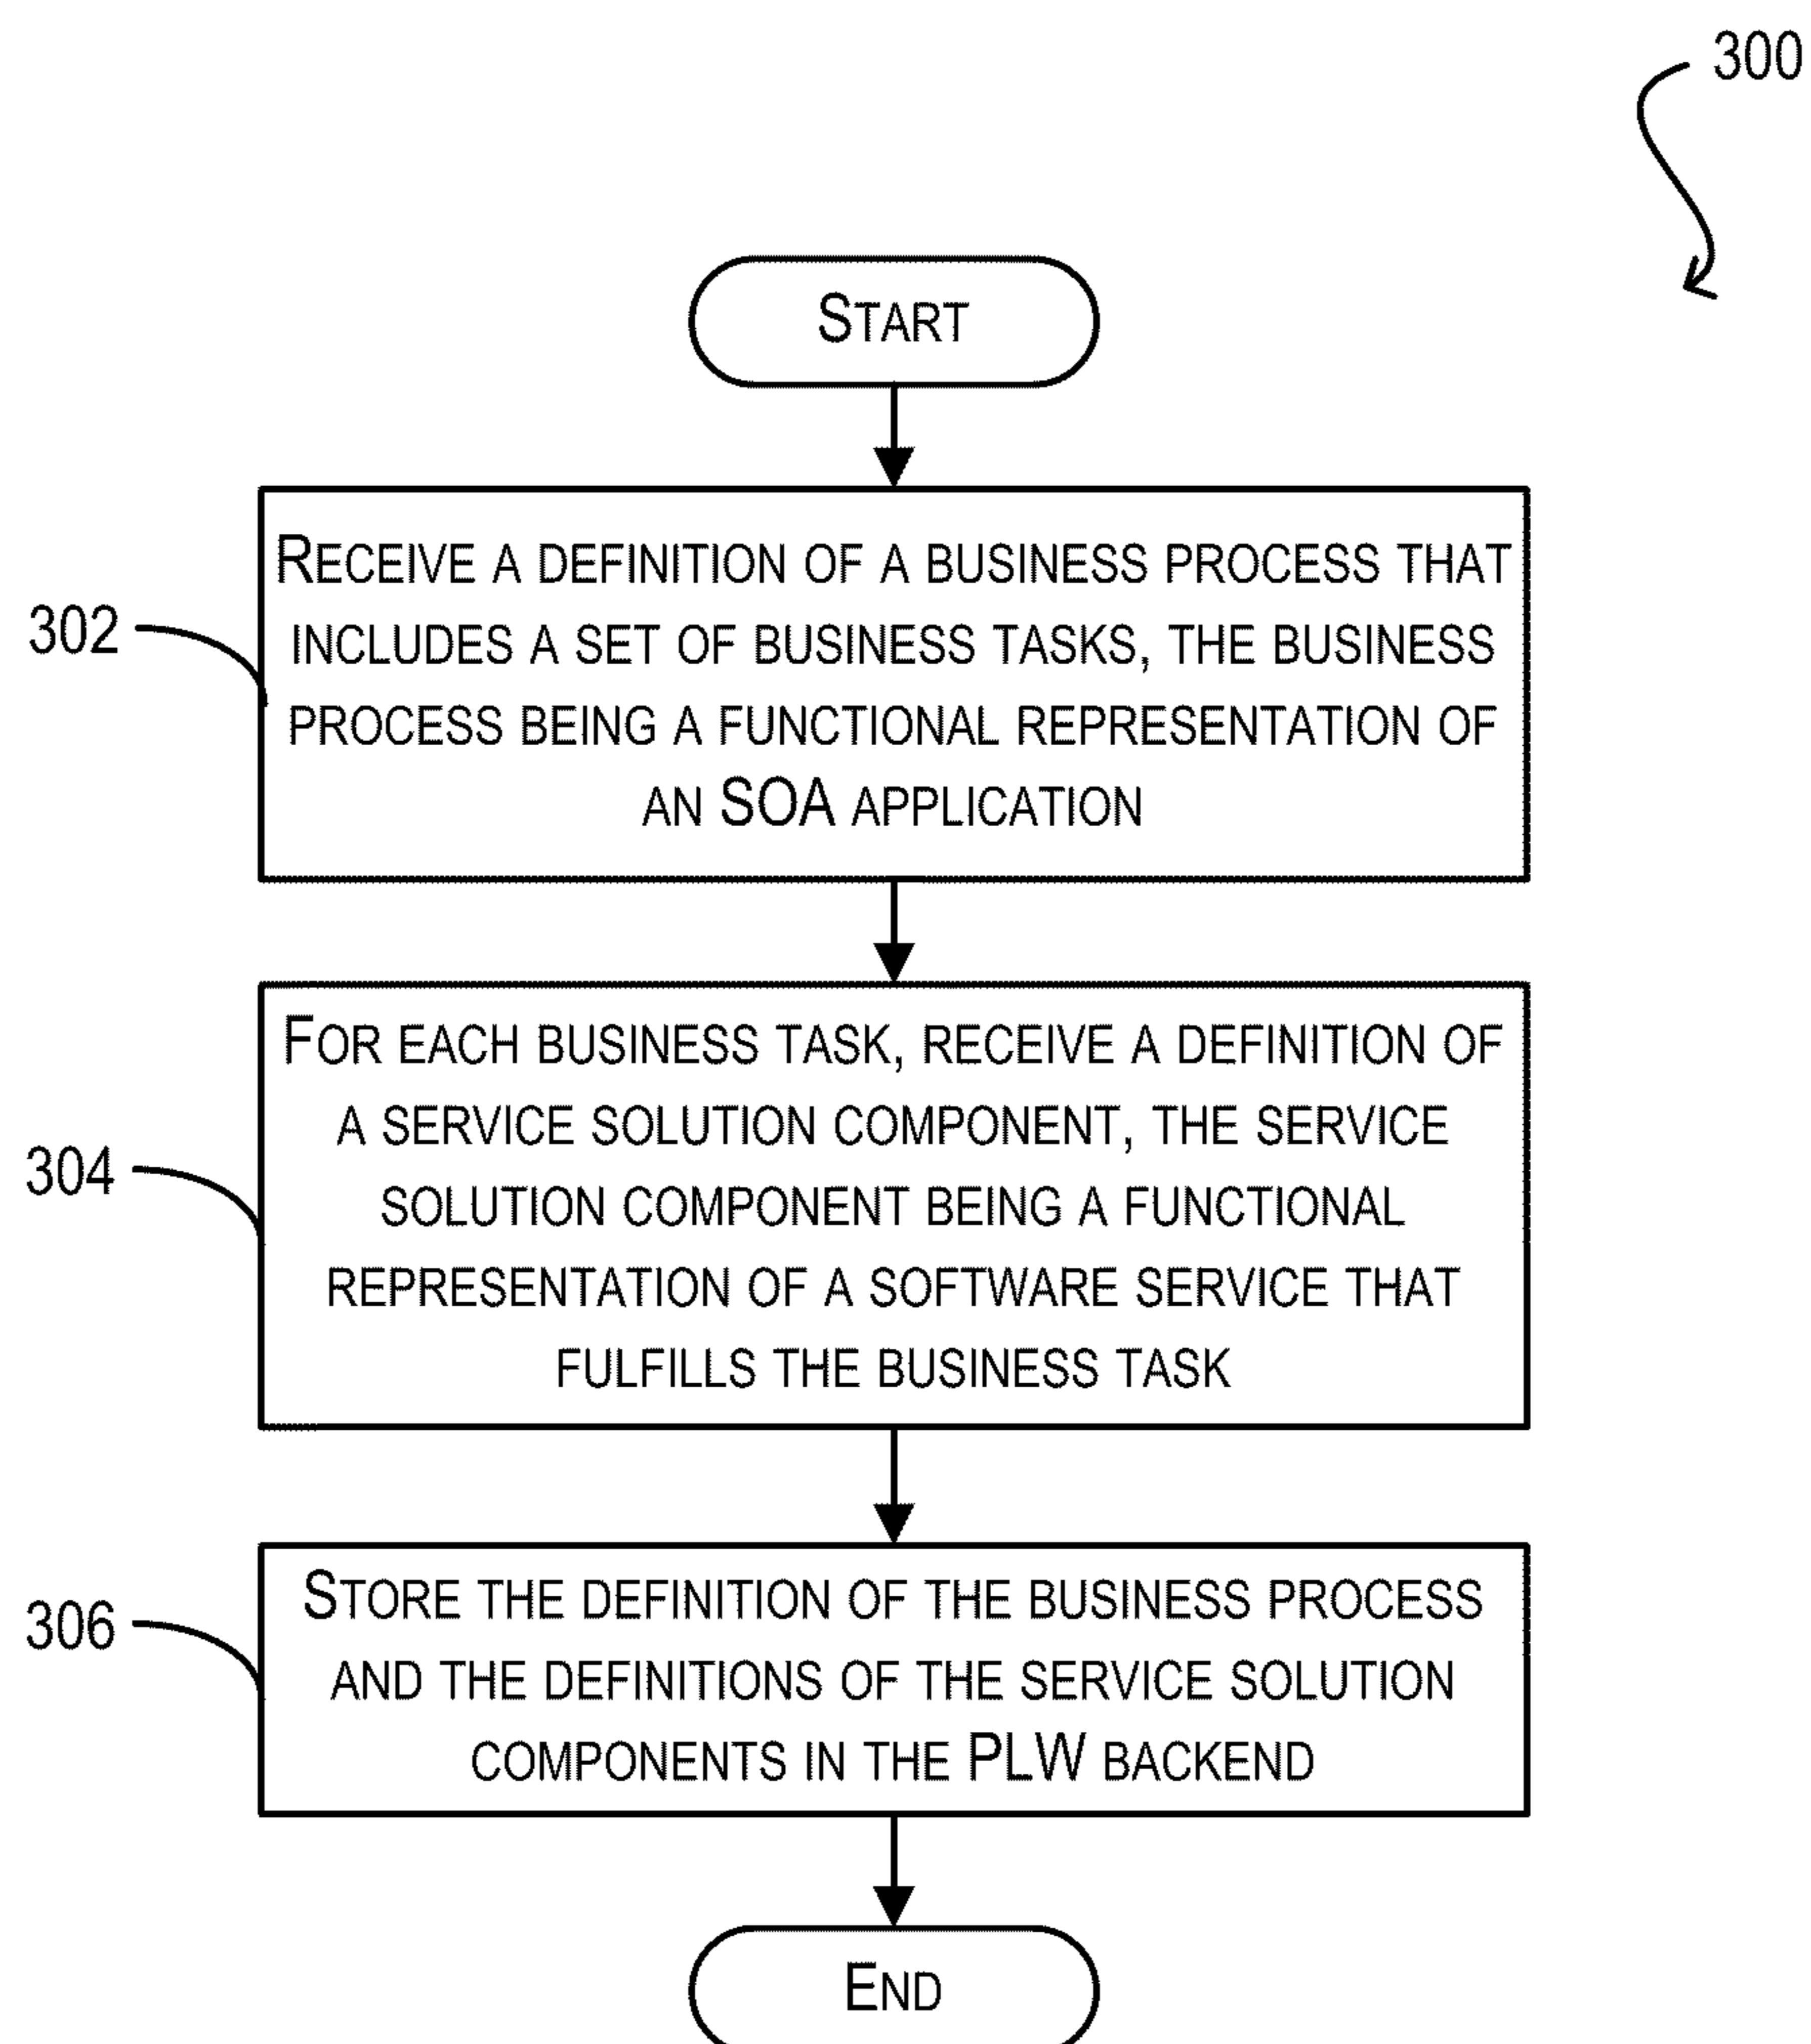 300
START
RECEIVE A DEFINITION OF A BUSINESS PROCESS THAT
INCLUDES A SET OF BUSINESS TASKS, THE BUSINESS
PROCESS BEING A FUNCTIONAL REPRESENTATION OF
AN SOA APPLICATION
302
FOR EACH BUSINESS TASK, RECEIVE A DEFINITION OF
A SERVICE SOLUTION COMPONENT, THE SERVICE
SOLUTION COMPONENT BEING A FUNCTIONAL
REPRESENTATION OF A SOFTWARE SERVICE THAT
FULFILLS THE BUSINESS TASK
304
STORE THE DEFINITION OF THE BUSINESS PROCESS
AND THE DEFINITIONS OF THE SERVICE SOLUTION
COMPONENTS IN THE PLW BACKEND
306
END